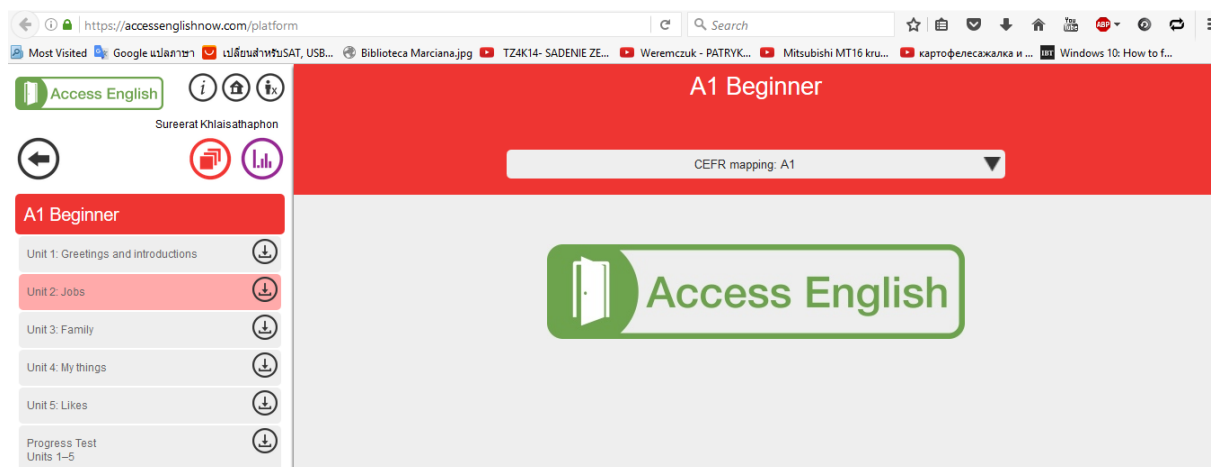 https://accessenglishnow.com/platform
Search
You Tube
ABP
Most Visited
Google แปลภาษา
เปลี่ยนสำหรับSAT, USB...
Biblioteca Marciana.jpg
TZ4K14- SADENIE ZE...
Weremczuk - PATRYK...
Mitsubishi MT16 kru...
картофелесажалка и ...
IBT
Windows 10: How to f...
Access English
Sureerat Khlaisathaphon
A1 Beginner
Unit 1: Greetings and introductions
Unit 2: Jobs
Unit 3: Family
Unit 4: My things
Unit 5: Likes
Progress Test
Units 1–5
A1 Beginner
CEFR mapping: A1
Access English